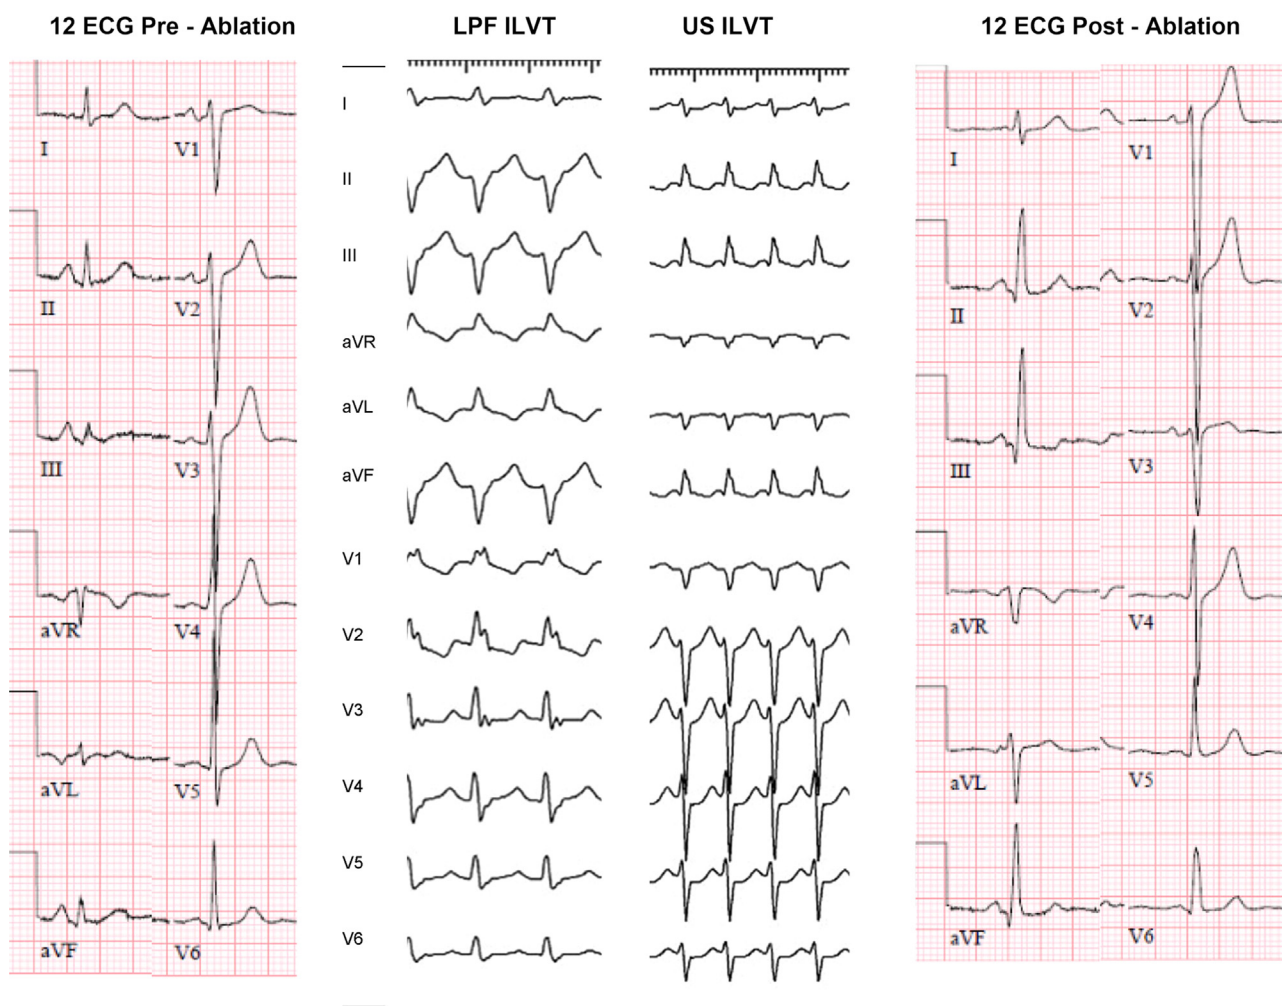 12 ECG Pre - Ablation
LPF ILVT
US ILVT
12 ECG Post - Ablation
I
V1
II
V2
III
V3
aVR
V4
aVL
V5
aVF
V6
I
II
III
aVR
aVL
aVF
V1
V2
V3
V4
V5
V6
I
V1
II
V2
III
V3
aVR
V4
aVL
V5
aVF
V6